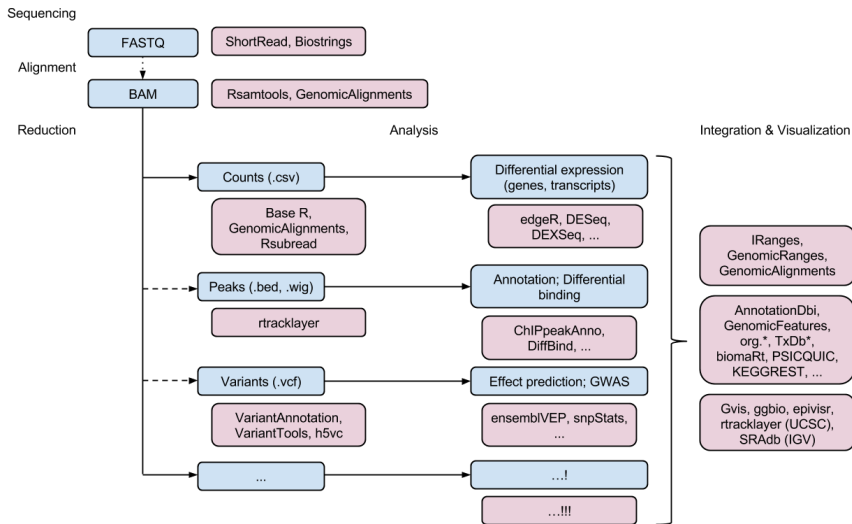 Sequencing
FASTQ
ShortRead, Biostrings
Alignment
BAM
Rsamtools, GenomicAlignments
Reduction
Analysis
Integration & Visualization
Counts (.csv)
Differential expression
(genes, transcripts)
Base R,
GenomicAlignments,
Rsubread
edgeR, DESeq,
DEXSeq, ...
Peaks (.bed, .wig)
Annotation; Differential
binding
rtracklayer
ChIPpeakAnno,
DiffBind, ...
Variants (.vcf)
Effect prediction; GWAS
VariantAnnotation,
VariantTools, h5vc
ensemblVEP, snpStats,
...
...
...!
...!!!
IRanges,
GenomicRanges,
GenomicAlignments
AnnotationDbi,
GenomicFeatures,
org.*, TxDb*,
biomaRt, PSICQUIC,
KEGGREST, ...
Gvis, ggbio, epivisr,
rtracklayer (UCSC),
SRAdb (IGV)